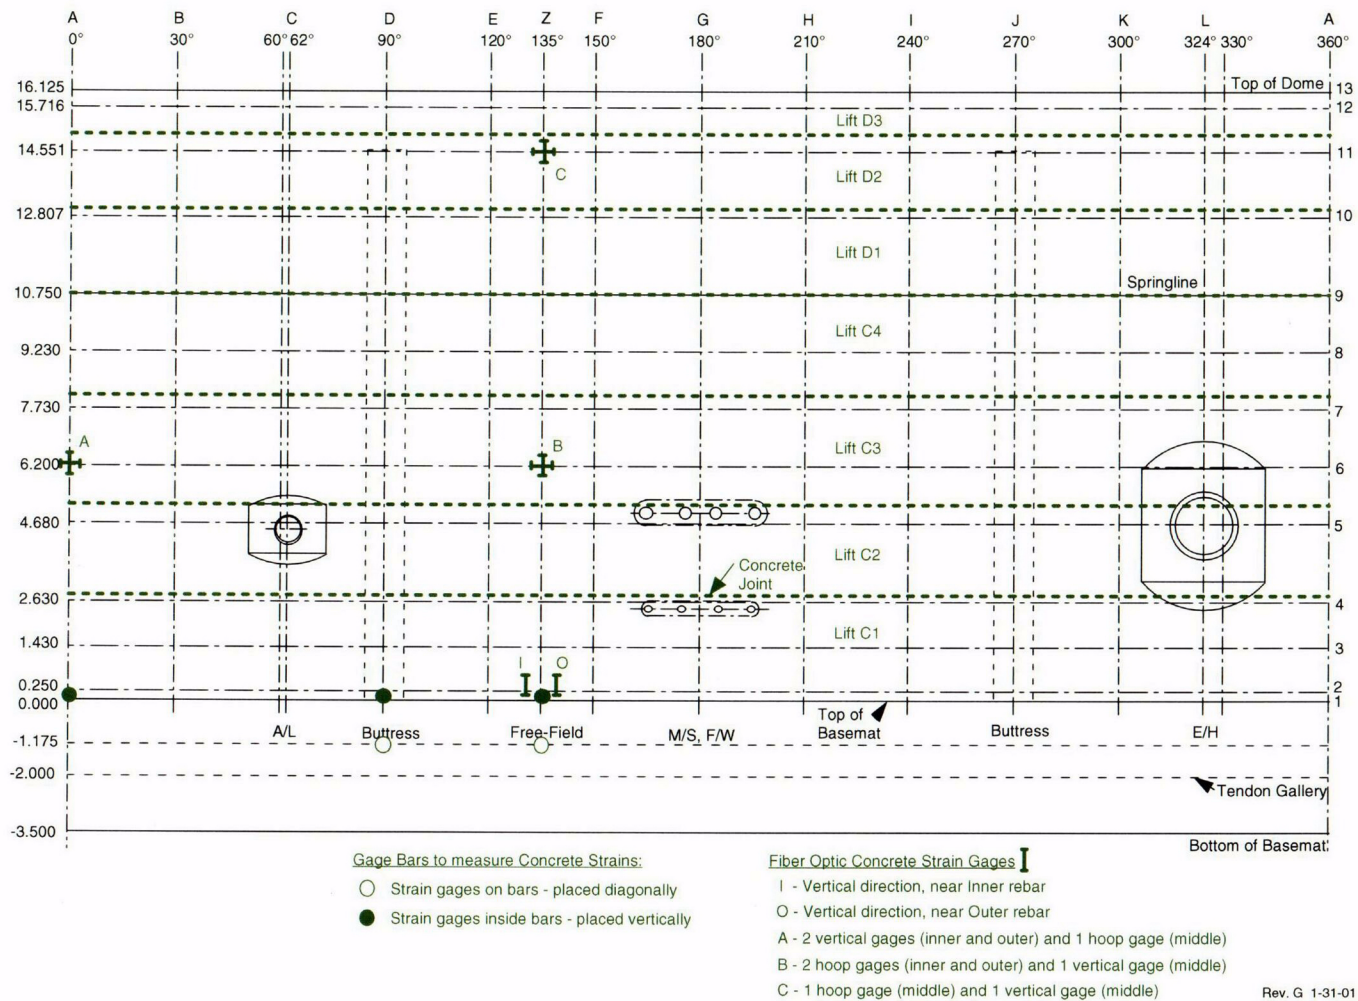 A B C D E Z F G H I J K L A
0° 30° 60° 62° 90° 120° 135° 150° 180° 210° 240° 270° 300° 324° 330° 360°
16.125 Top of Dome 13
15.716 12
Lift D3
14.551 11
C Lift D2
12.807 10
Lift D1
Springline
10.750 9
Lift C4
9.230 8
7.730 7
A B Lift C3
6.200 6
4.680 5
Lift C2
Concrete
Joint
2.630 4
Lift C1
1.430 3
I O
0.250 2
0.000 1
Top of
Basemat
A/L Buttress Free-Field M/S, F/W Buttress E/H
-1.175
-2.000
Tendon Gallery
-3.500
Bottom of Basemat
Gage Bars to measure Concrete Strains:
Strain gages on bars - placed diagonally
Strain gages inside bars - placed vertically
Fiber Optic Concrete Strain Gages
I - Vertical direction, near Inner rebar
O - Vertical direction, near Outer rebar
A - 2 vertical gages (inner and outer) and 1 hoop gage (middle)
B - 2 hoop gages (inner and outer) and 1 vertical gage (middle)
C - 1 hoop gage (middle) and 1 vertical gage (middle)
Rev. G 1-31-01